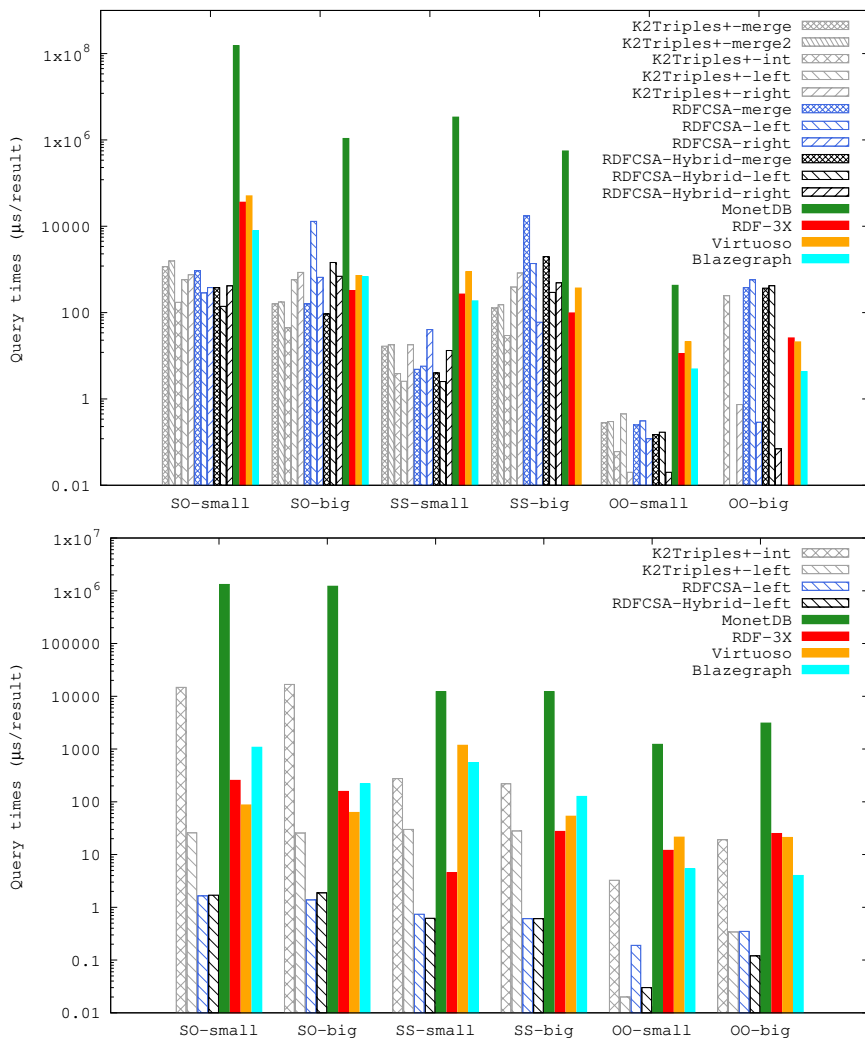 K2Triples+-merge
K2Triples+-merge2
K2Triples+-int
K2Triples+-left
K2Triples+-right
RDFCSA-merge
RDFCSA-left
RDFCSA-right
RDFCSA-Hybrid-merge
RDFCSA-Hybrid-left
RDFCSA-Hybrid-right
MonetDB
RDF-3X
Virtuoso
Blazegraph
Query times (µs/result)
1x10^8
1x10^6
10000
100
1
0.01
SO-small SO-big SS-small SS-big OO-small OO-big
K2Triples+-int
K2Triples+-left
RDFCSA-left
RDFCSA-Hybrid-left
MonetDB
RDF-3X
Virtuoso
Blazegraph
Query times (µs/result)
1x10^7
1x10^6
100000
10000
1000
100
10
1
0.1
0.01
SO-small SO-big SS-small SS-big OO-small OO-big